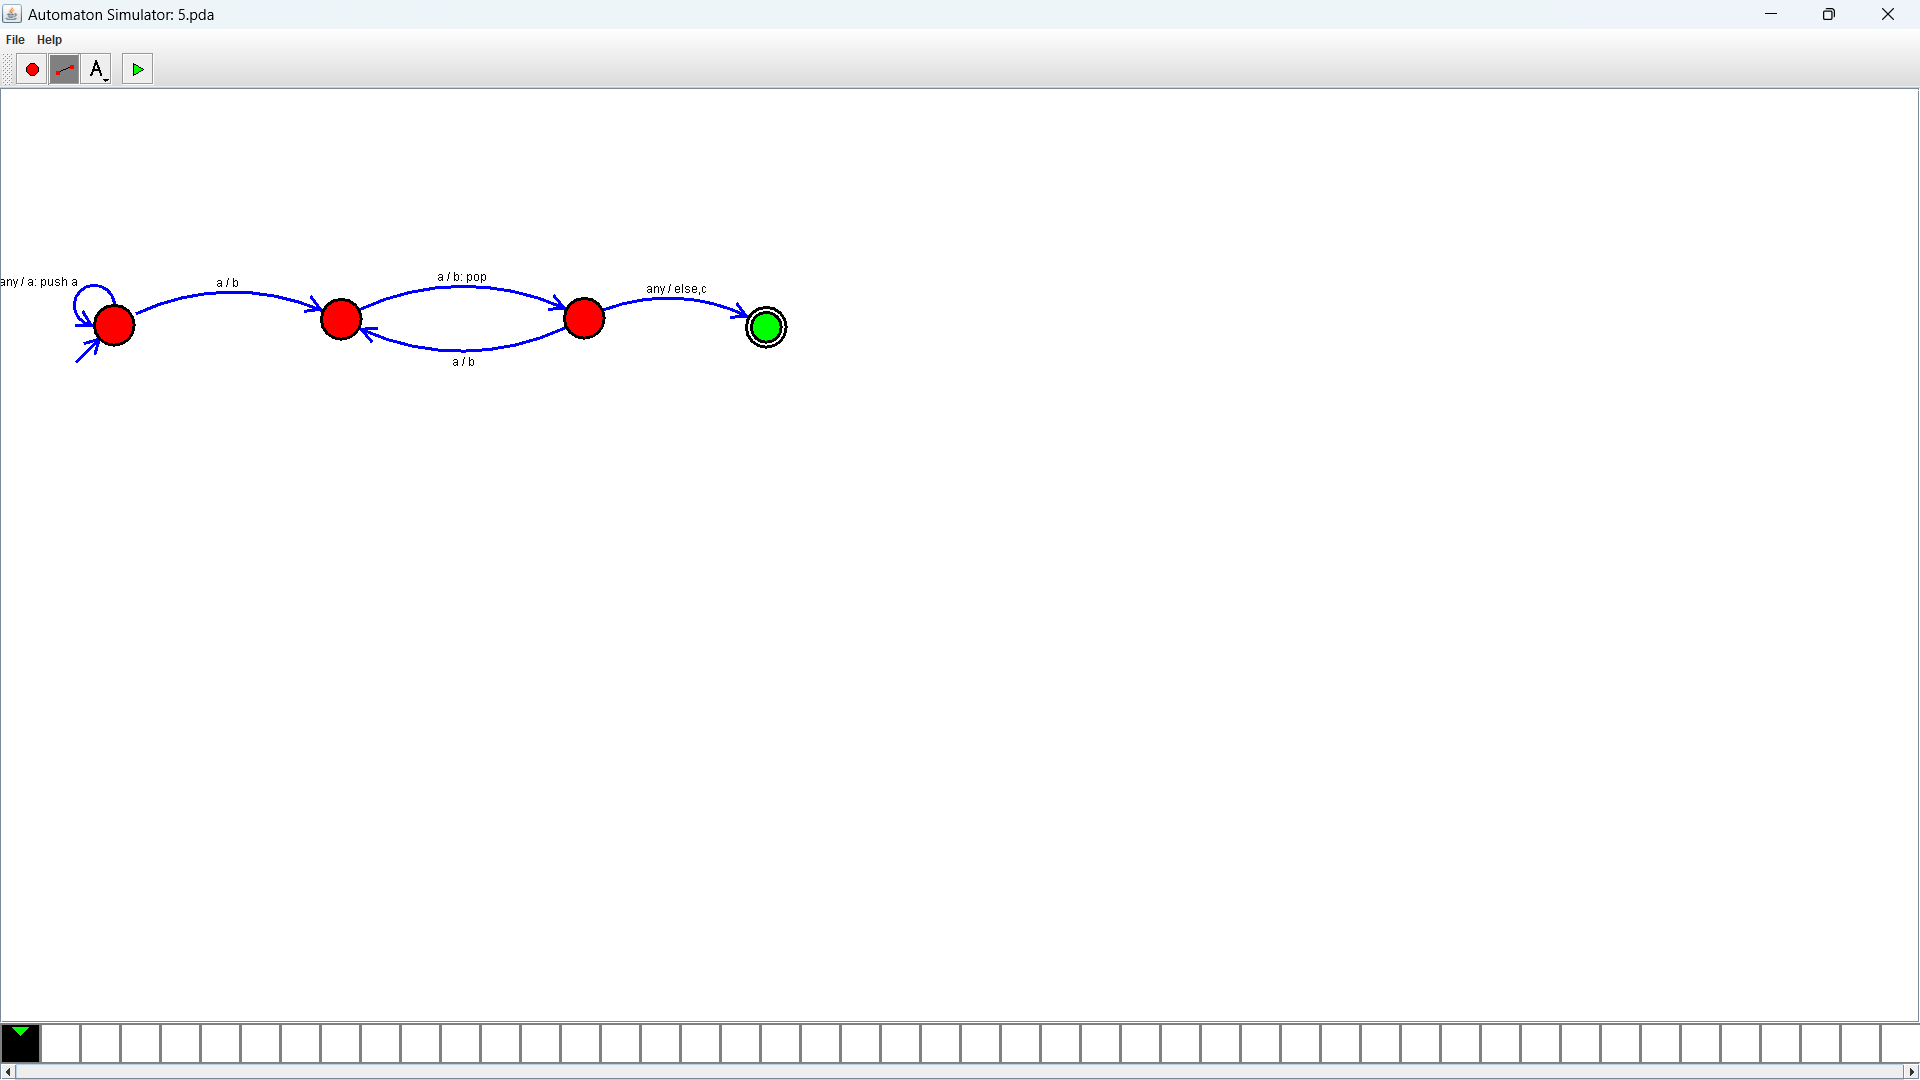 Automaton Simulator: 5.pda
File Help
A
any / a: push a
a / b
a / b: pop
any / else,c
a / b